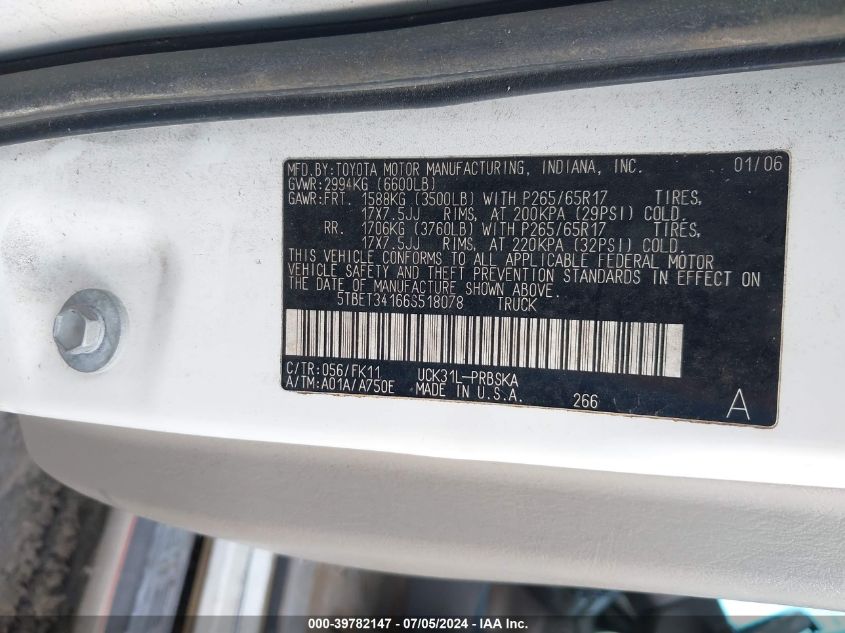 MFD.BY:TOYOTA MOTOR MANUFACTURING, INDIANA, INC. 01/06
GVWR:2994KG (6600LB)
GAWR:FRT. 1588KG (3500LB) WITH P265/65R17 TIRES,
17X7.5JJ RIMS, AT 200KPA (29PSI) COLD.
RR. 1706KG (3760LB) WITH P265/65R17 TIRES,
17X7.5JJ RIMS, AT 220KPA (32PSI) COLD.
THIS VEHICLE CONFORMS TO ALL APPLICABLE FEDERAL MOTOR
VEHICLE SAFETY AND THEFT PREVENTION STANDARDS IN EFFECT ON
THE DATE OF MANUFACTURE SHOWN ABOVE.
5TBET34166S518078 TRUCK
C/TR:056/FK11 UCK31L-PRBSKA
A/TM:A01A/A750E MADE IN U.S.A. 266 A
000-39782147 - 07/05/2024 - IAAI.com